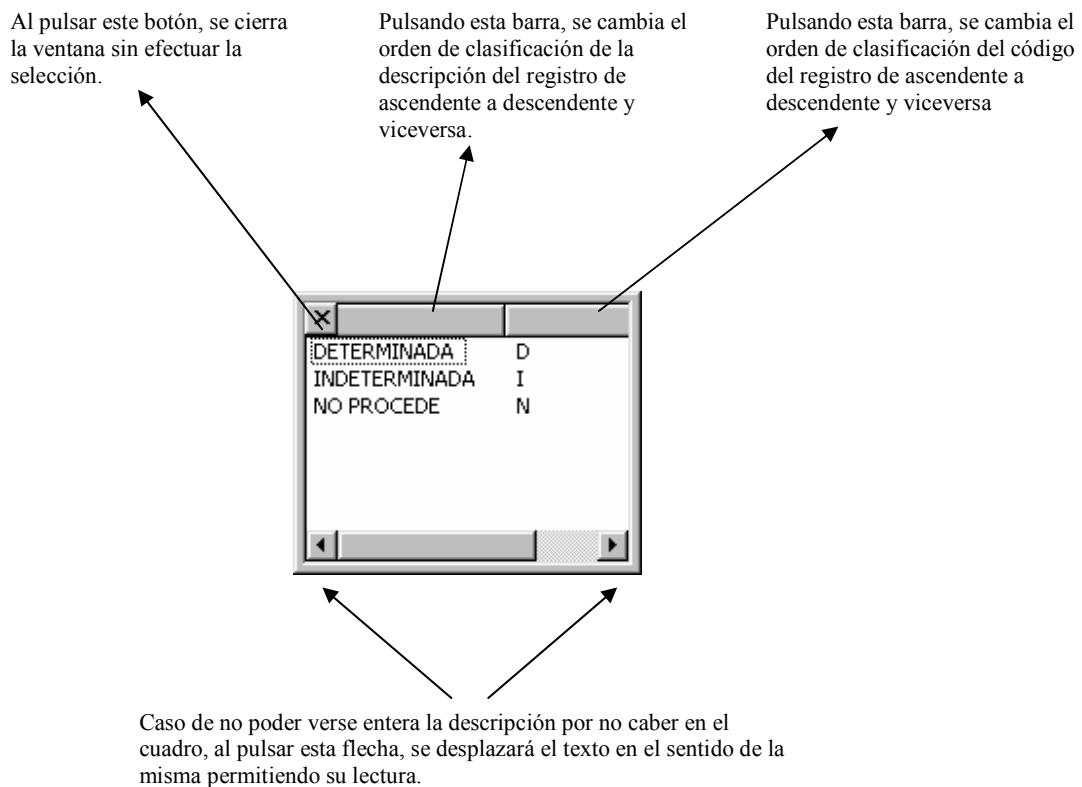 Al pulsar este botón, se cierra
la ventana sin efectuar la
selección.
Pulsando esta barra, se cambia el
orden de clasificación de la
descripción del registro de
ascendente a descendente y
viceversa.
Pulsando esta barra, se cambia el
orden de clasificación del código
del registro de ascendente a
descendente y viceversa
DETERMINADA D
INDETERMINADA I
NO PROCEDE N
Caso de no poder verse entera la descripción por no caber en el
cuadro, al pulsar esta flecha, se desplazará el texto en el sentido de la
misma permitiendo su lectura.